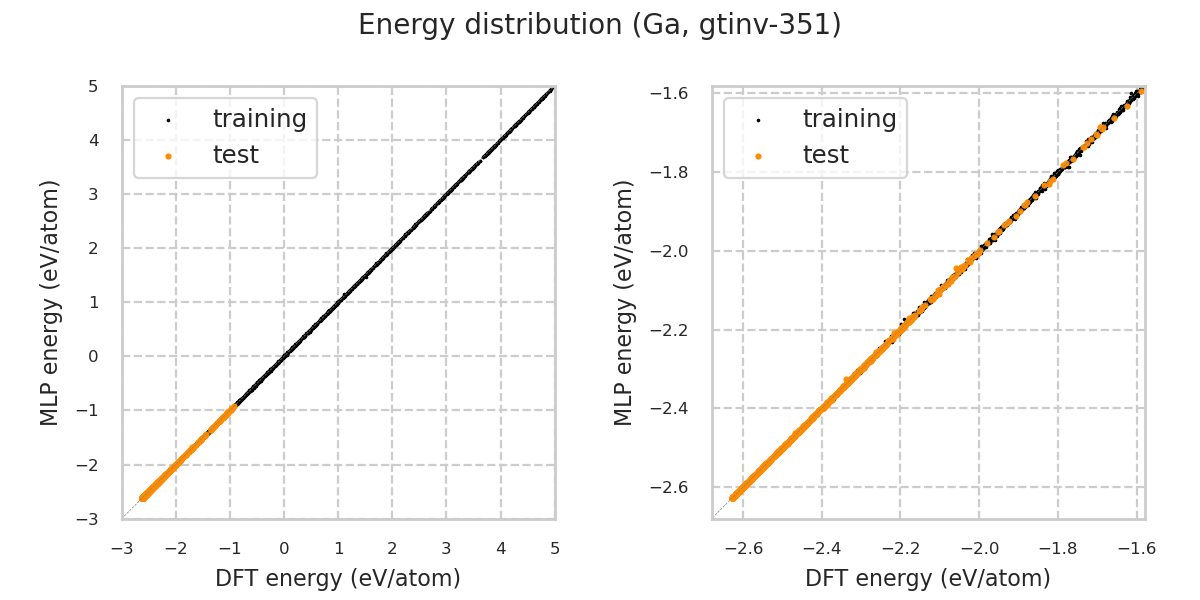 Energy distribution (Ga, gtinv-351)
training
test
MLP energy (eV/atom)
5
4
3
2
1
0
−1
−2
−3
−3 −2 −1 0 1 2 3 4 5
DFT energy (eV/atom)
training
test
MLP energy (eV/atom)
−1.6
−1.8
−2.0
−2.2
−2.4
−2.6
−2.6 −2.4 −2.2 −2.0 −1.8 −1.6
DFT energy (eV/atom)